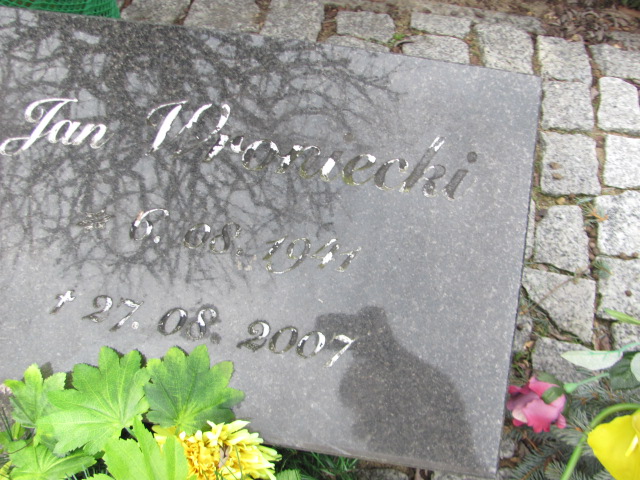 Jan Wroniecki
* 6. 08. 1941
† 27. 08. 2007